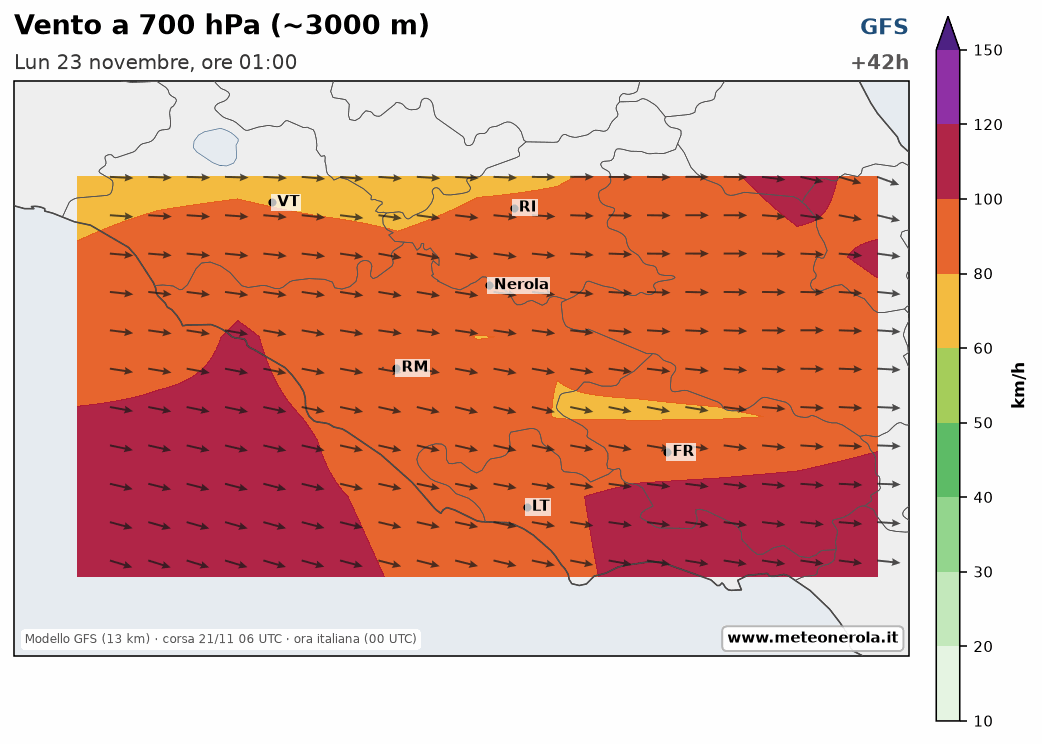 Vento a 700 hPa (~3000 m)
GFS
Lun 23 novembre, ore 01:00
+42h
150
120
100
80
60
50
40
30
20
10
km/h
VT
RI
Nerola
RM
FR
LT
Modello GFS (13 km) · corsa 21/11 06 UTC · ora italiana (00 UTC)
www.meteonerola.it